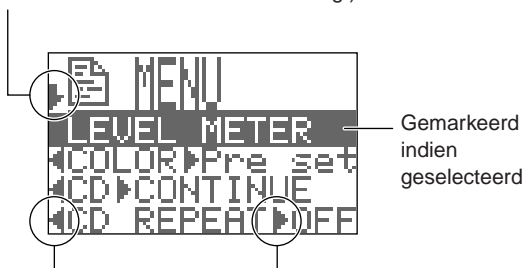 MENU
LEVEL METER
◀COLOR▶Pre set
◀CD▶CONTINUE
◀CD REPEAT▶OFF
Gemarkeerd
indien
geselecteerd